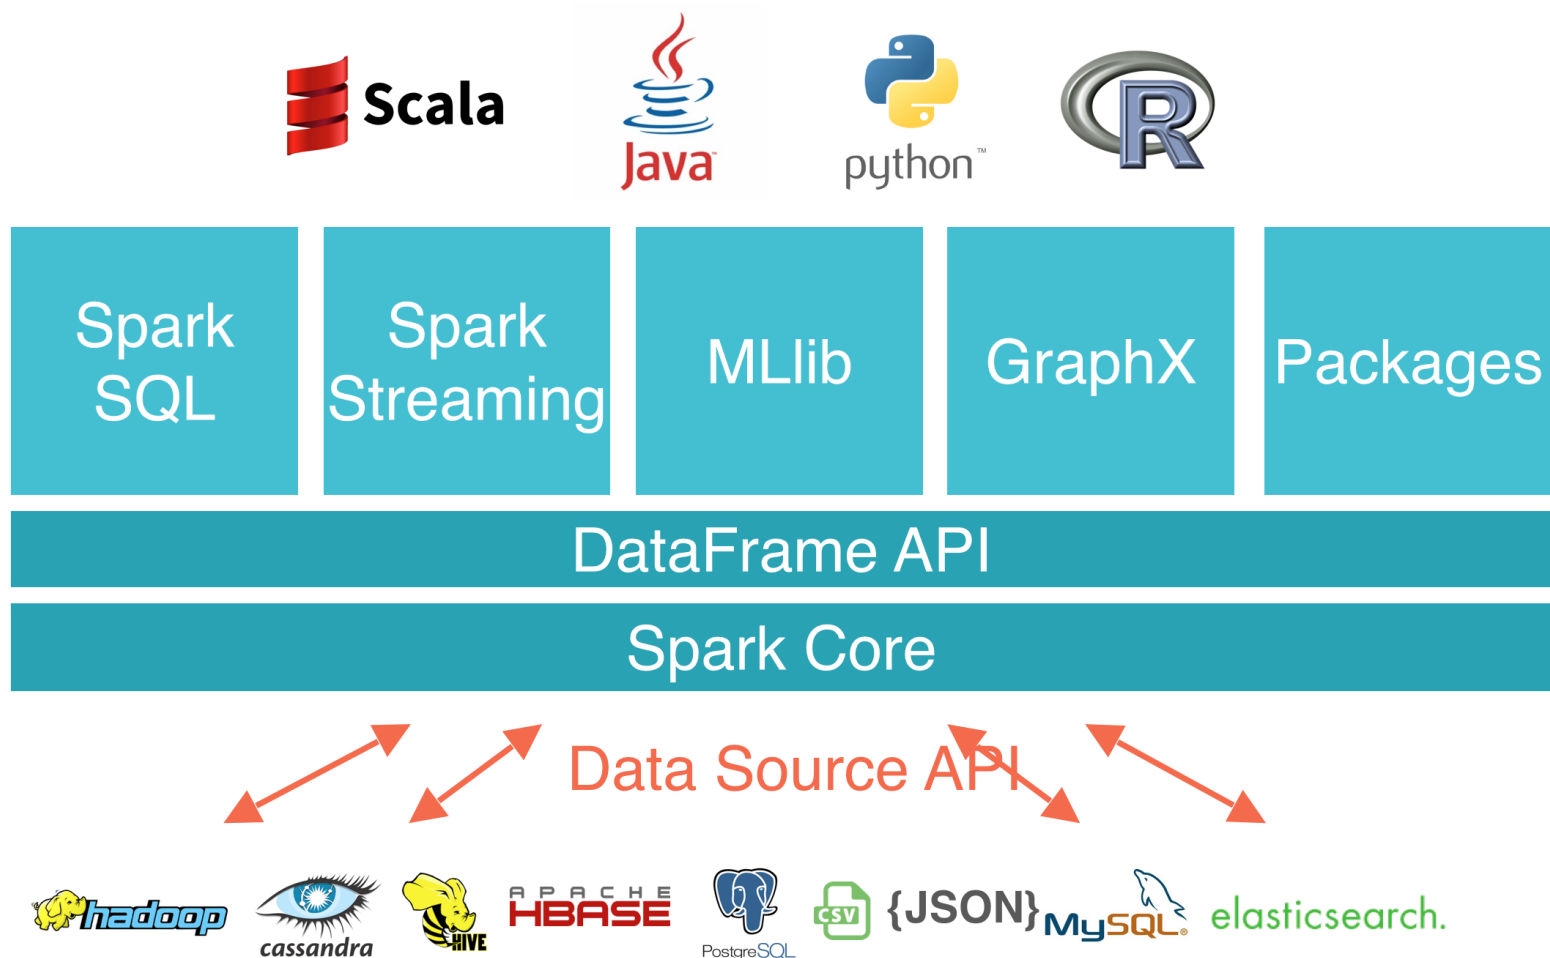 Scala
Java™
python™
R
Spark
SQL
Spark
Streaming
MLlib
GraphX
Packages
DataFrame API
Spark Core
Data Source API
hadoop
cassandra
HIVE
APACHE
HBASE
PostgreSQL
CSV
{JSON}
MySQL®
elasticsearch.